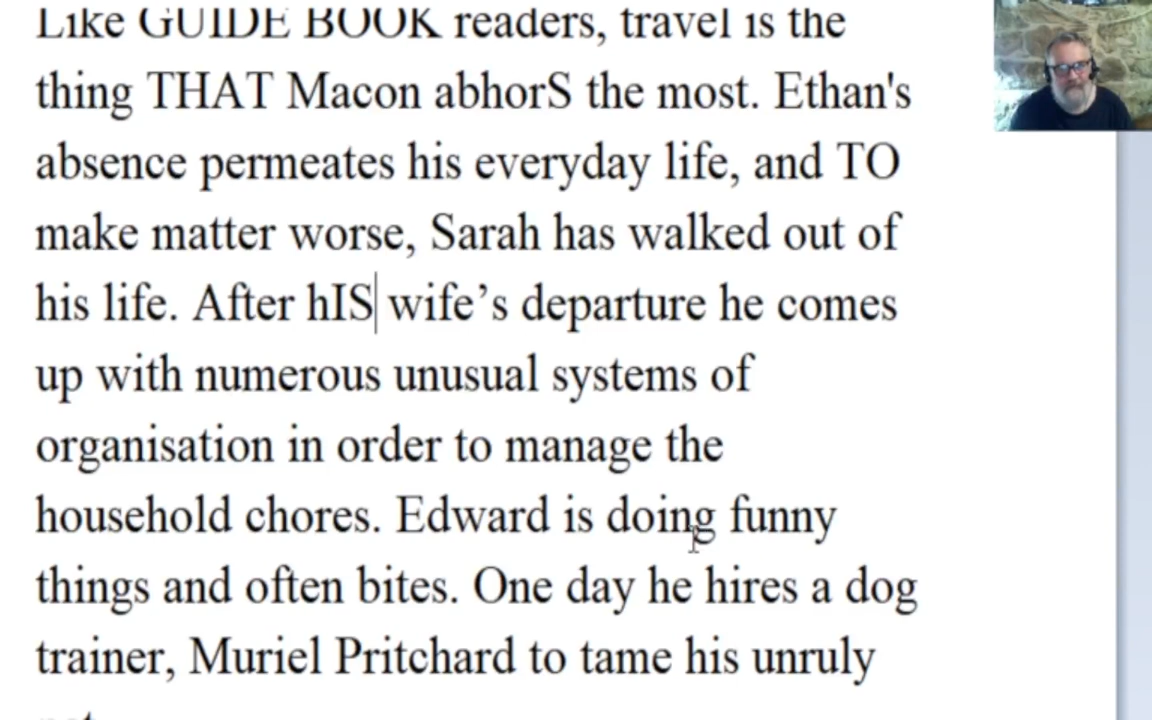 Like GUIDE BOOK readers, travel is the
thing THAT Macon abhorS the most. Ethan's
absence permeates his everyday life, and TO
make matter worse, Sarah has walked out of
his life. After hIS wife’s departure he comes
up with numerous unusual systems of
organisation in order to manage the
household chores. Edward is doing funny
things and often bites. One day he hires a dog
trainer, Muriel Pritchard to tame his unruly